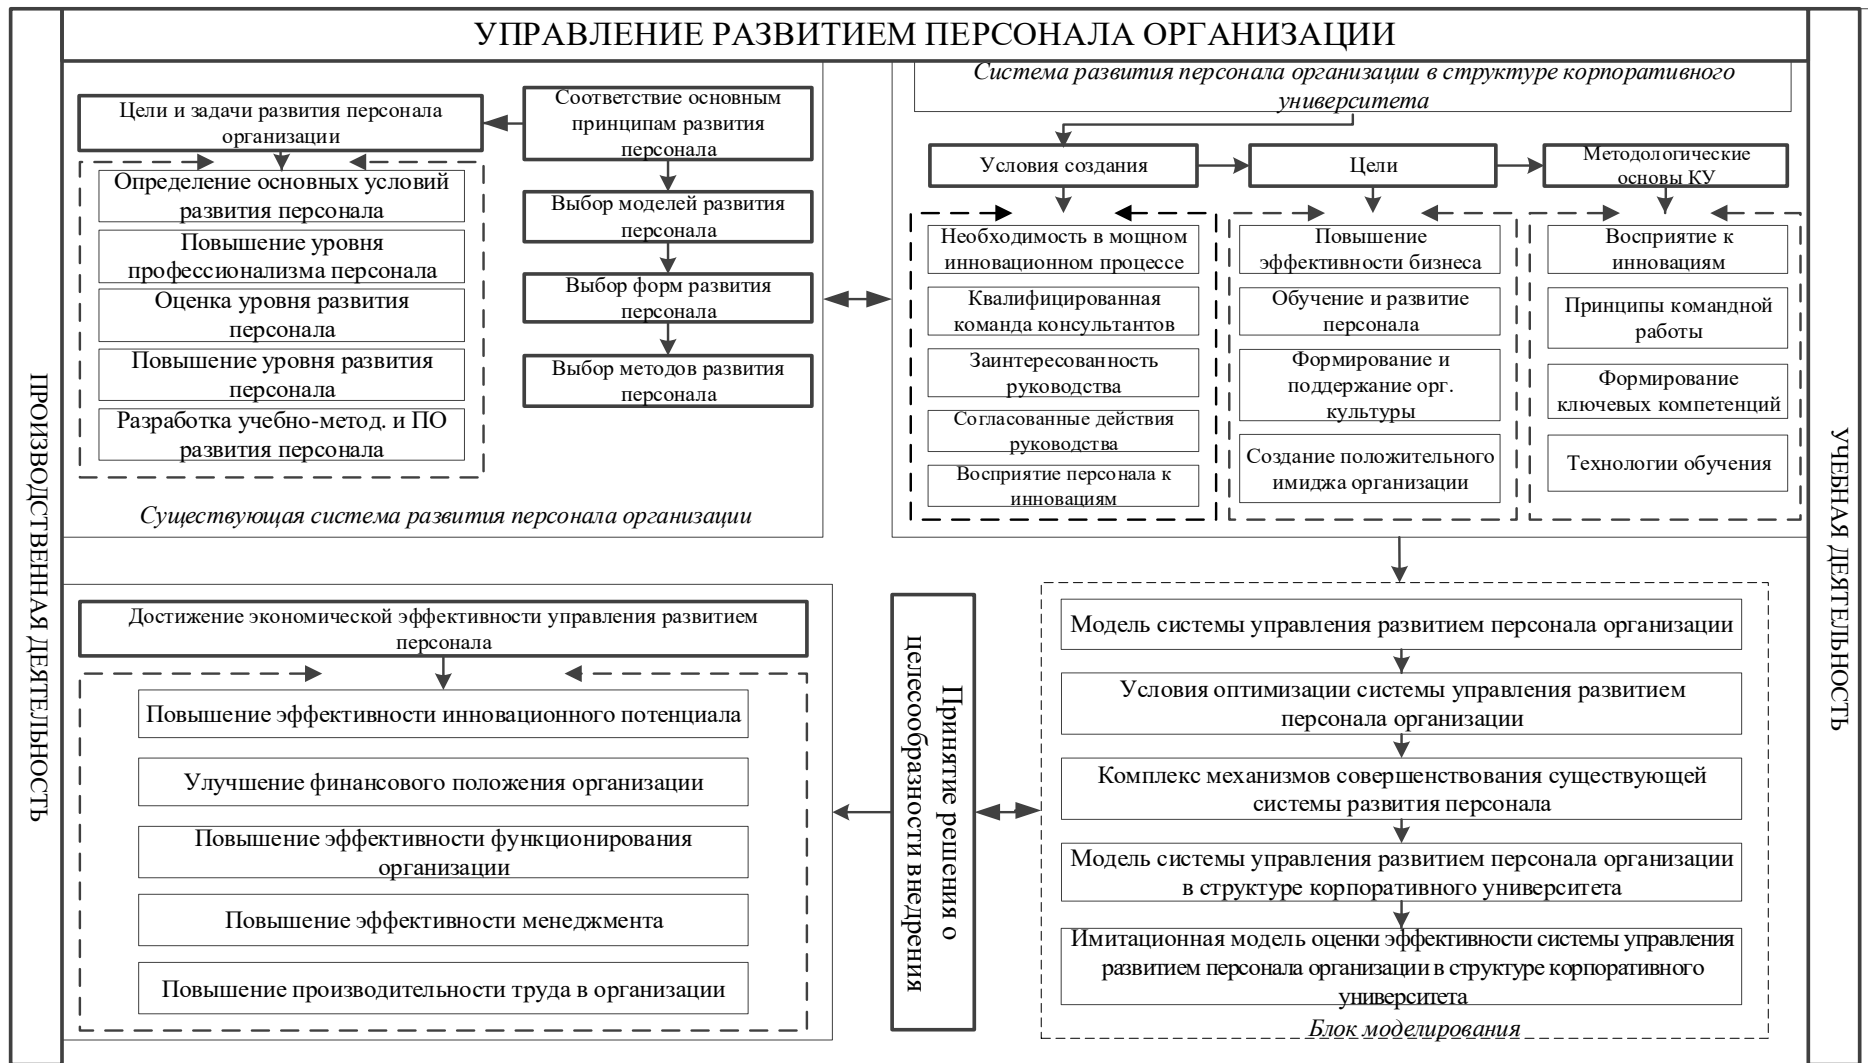 УПРАВЛЕНИЕ РАЗВИТИЕМ ПЕРСОНАЛА ОРГАНИЗАЦИИ
ПРОИЗВОДСТВЕННАЯ ДЕЯТЕЛЬНОСТЬ
Цели и задачи развития персонала
организации
Определение основных условий
развития персонала
Повышение уровня
профессионализма персонала
Оценка уровня развития
персонала
Повышение уровня развития
персонала
Разработка учебно-метод. и ПО
развития персонала
Соответствие основным
принципам развития
персонала
Выбор моделей развития
персонала
Выбор форм развития
персонала
Выбор методов развития
персонала
Существующая система развития персонала организации
Система развития персонала организации в структуре корпоративного
университета
Условия создания
Необходимость в мощном
инновационном процессе
Квалифицированная
команда консультантов
Заинтересованность
руководства
Согласованные действия
руководства
Восприятие персонала к
инновациям
Цели
Повышение
эффективности бизнеса
Обучение и развитие
персонала
Формирование и
поддержание орг.
культуры
Создание положительного
имиджа организации
Методологические
основы КУ
Восприятие к
инновациям
Принципы командной
работы
Формирование
ключевых компетенций
Технологии обучения
Достижение экономической эффективности управления развитием
персонала
Повышение эффективности инновационного потенциала
Улучшение финансового положения организации
Повышение эффективности функционирования
организации
Повышение эффективности менеджмента
Повышение производительности труда в организации
Принятие решения о
целесообразности внедрения
Модель системы управления развитием персонала организации
Условия оптимизации системы управления развитием
персонала организации
Комплекс механизмов совершенствования существующей
системы развития персонала
Модель системы управления развитием персонала организации
в структуре корпоративного университета
Имитационная модель оценки эффективности системы управления
развитием персонала организации в структуре корпоративного
университета
Блок моделирования
УЧЕБНАЯ ДЕЯТЕЛЬНОСТЬ